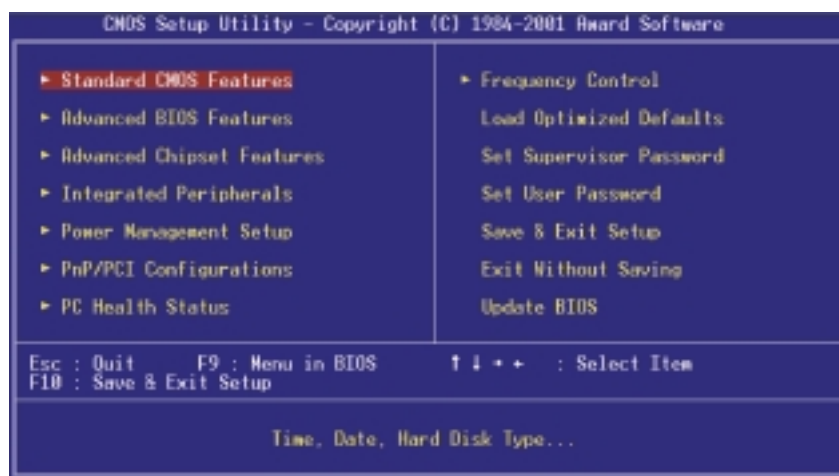 CMOS Setup Utility - Copyright (C) 1984-2001 Award Software
► Standard CMOS Features
► Advanced BIOS Features
► Advanced Chipset Features
► Integrated Peripherals
► Power Management Setup
► PnP/PCI Configurations
► PC Health Status
► Frequency Control
Load Optimized Defaults
Set Supervisor Password
Set User Password
Save & Exit Setup
Exit Without Saving
Update BIOS
Esc : Quit F9 : Menu in BIOS ↑ ↓ → ← : Select Item
F10 : Save & Exit Setup
Time, Date, Hard Disk Type...